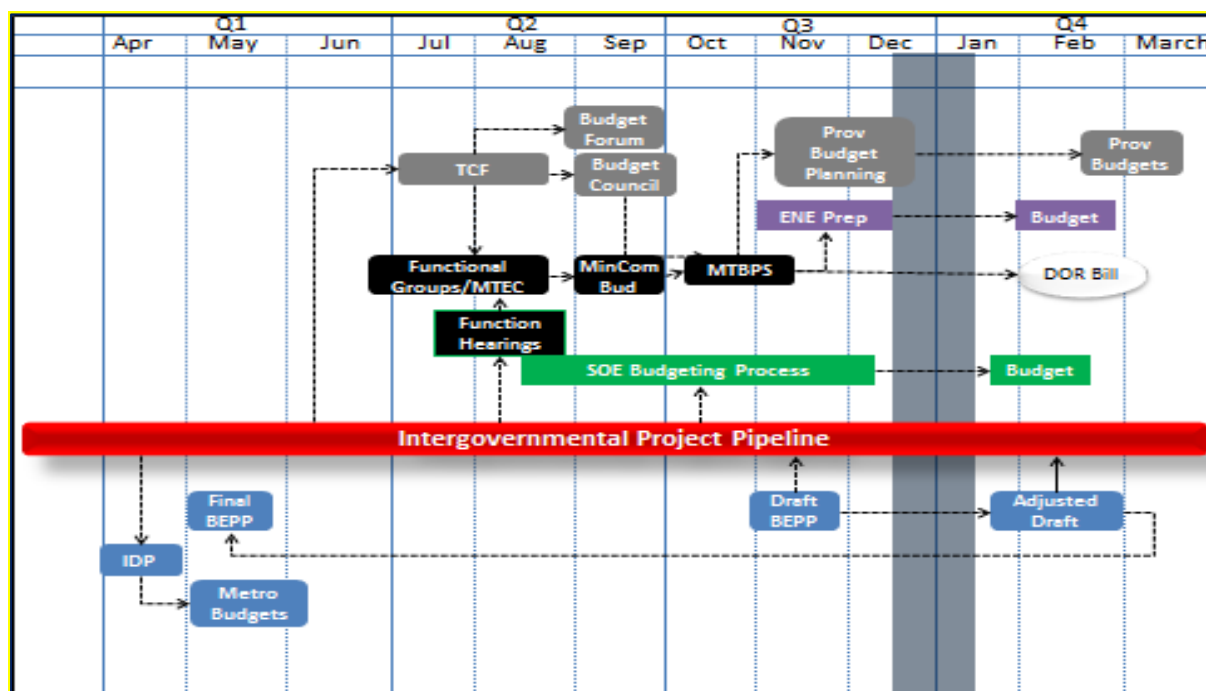 Q1 Q2 Q3 Q4
Apr May Jun Jul Aug Sep Oct Nov Dec Jan Feb March
Budget
Forum
Prov
Budget
Planning
Prov
Budgets
TCF
Budget
Council
ENE Prep
Budget
Functional
Groups/MTEC
MinCom
Bud
MTBPS
DOR Bill
Function
Hearings
SOE Budgeting Process
Budget
Intergovernmental Project Pipeline
Final
BEPP
Draft
BEPP
Adjusted
Draft
IDP
Metro
Budgets